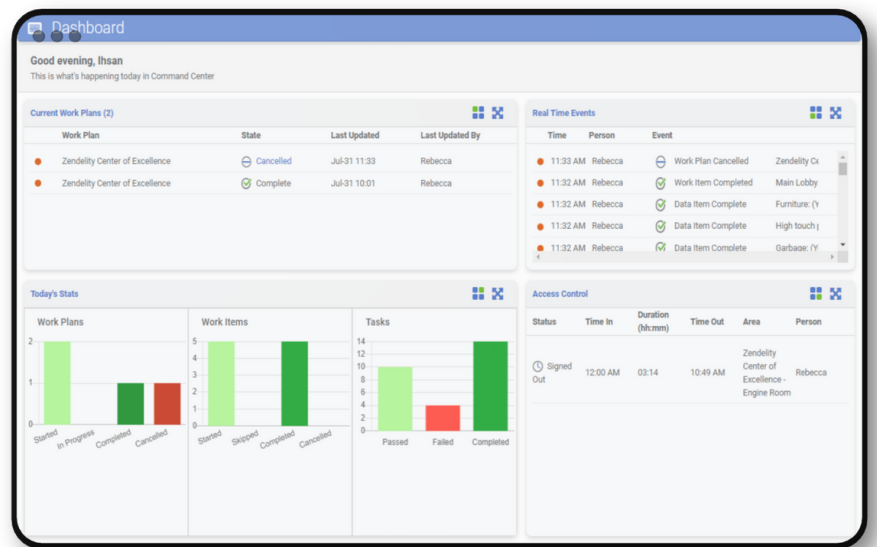 Dashboard
Good evening, Ihsan
This is what's happening today in Command Center
Current Work Plans (2)
Work Plan State Last Updated Last Updated By
Zendelity Center of Excellence Cancelled Jul-31 11:33 Rebecca
Zendelity Center of Excellence Complete Jul-31 10:01 Rebecca
Real Time Events
Time Person Event
11:33 AM Rebecca Work Plan Cancelled Zendelity Ce
11:32 AM Rebecca Work Item Completed Main Lobby
11:32 AM Rebecca Data Item Complete Furniture: (Y
11:32 AM Rebecca Data Item Complete High touch
11:32 AM Rebecca Data Item Complete Garbage: (Y
Today's Stats
Work Plans
2
1
0
Started In Progress Completed Cancelled
Work Items
5
4
3
2
1
0
Started Skipped Completed Cancelled
Tasks
14
12
10
8
6
4
2
0
Passed Failed Completed
Access Control
Status Time In Duration (hh:mm) Time Out Area Person
Signed Out 12:00 AM 03:14 10:49 AM Zendelity Center of Excellence - Engine Room Rebecca